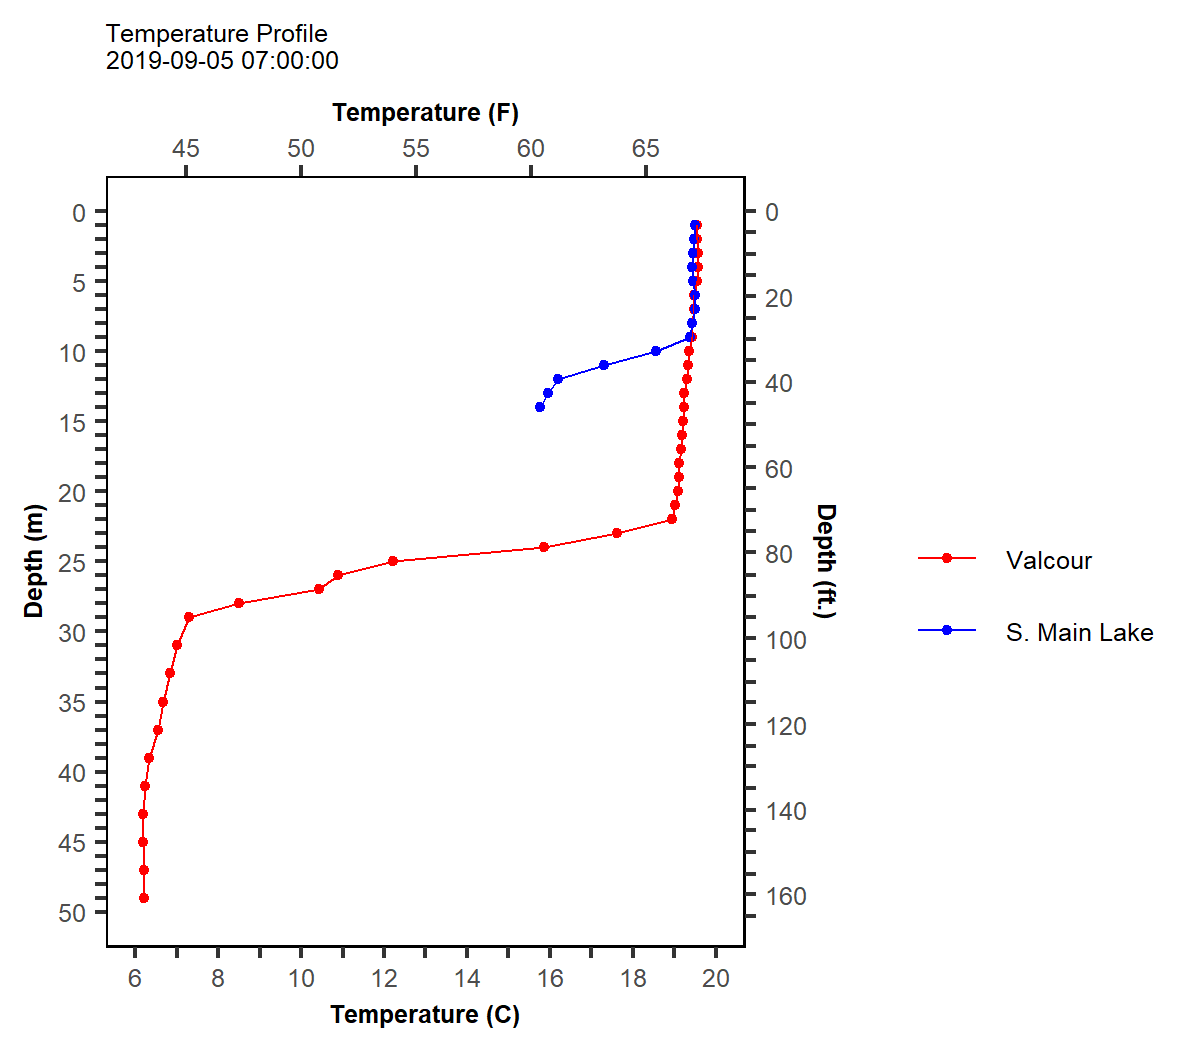 Temperature Profile
2019-09-05 07:00:00
Temperature (F)
45 50 55 60 65
0
5
10
15
20
25
30
35
40
45
50
Depth (m)
0
20
40
60
80
100
120
140
160
Depth (ft.)
Valcour
S. Main Lake
6 8 10 12 14 16 18 20
Temperature (C)